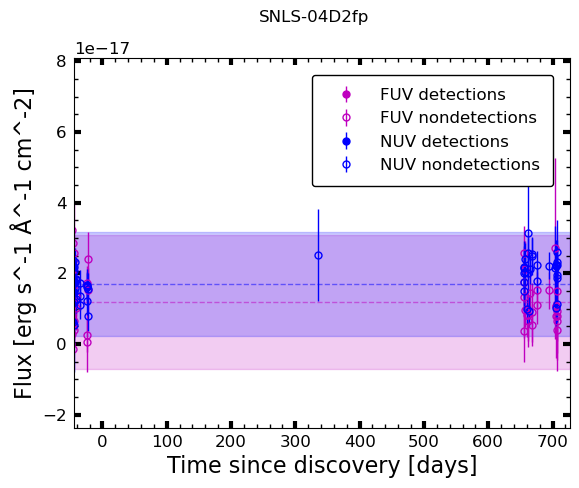 SNLS-04D2fp
1e−17
8
6
4
2
0
−2
FUV detections
FUV nondetections
NUV detections
NUV nondetections
Flux [erg s^-1 Å^-1 cm^-2]
0 100 200 300 400 500 600 700
Time since discovery [days]